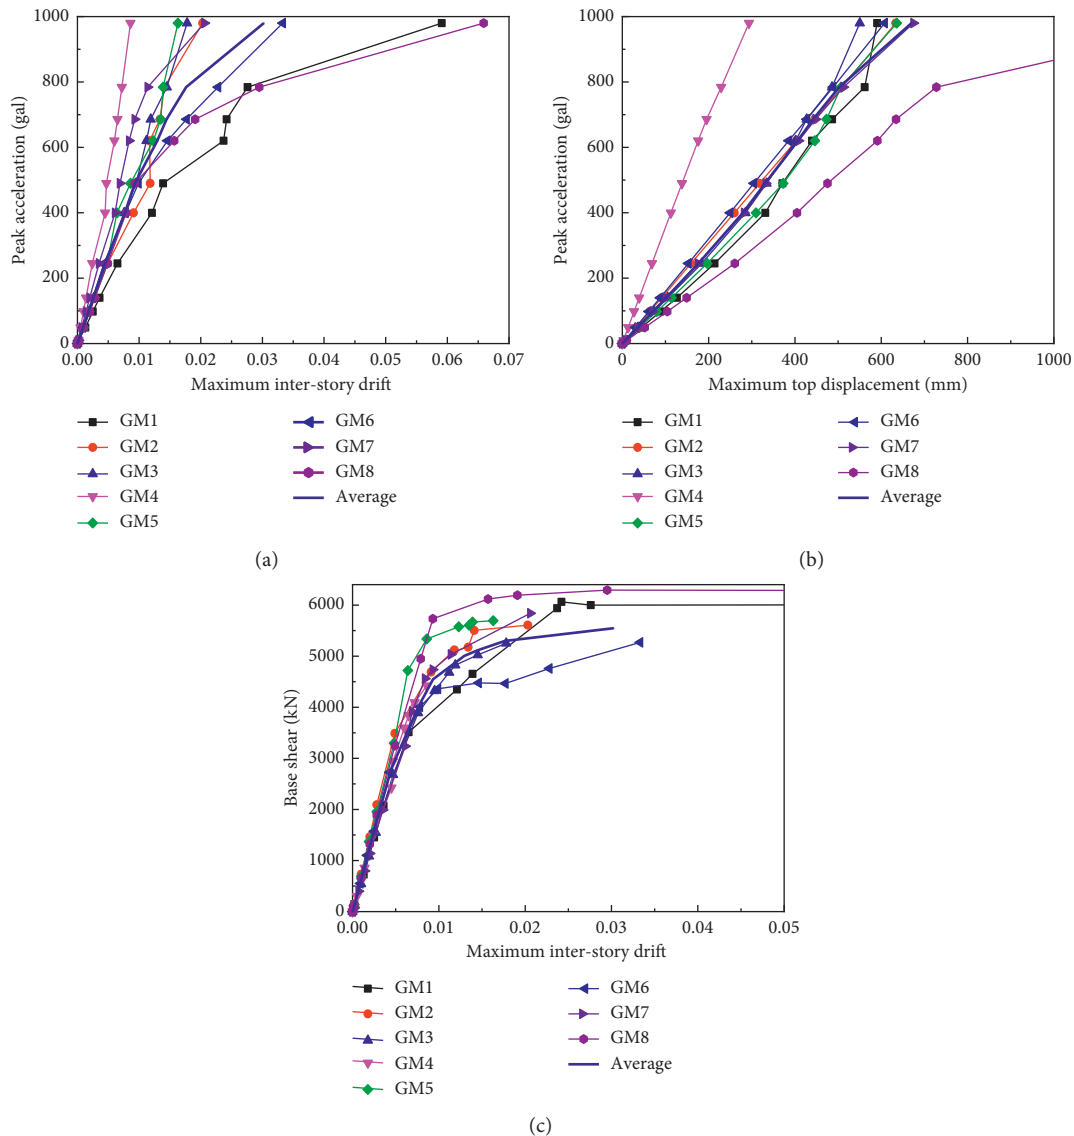 1000
800
600
400
200
0
Peak acceleration (gal)
0.00 0.01 0.02 0.03 0.04 0.05 0.06 0.07
Maximum inter-story drift
GM1
GM2
GM3
GM4
GM5
GM6
GM7
GM8
Average
(a)
1000
800
600
400
200
0
Peak acceleration (gal)
0 200 400 600 800 1000
Maximum top displacement (mm)
GM1
GM2
GM3
GM4
GM5
GM6
GM7
GM8
Average
(b)
6000
5000
4000
3000
2000
1000
0
Base shear (kN)
0.00 0.01 0.02 0.03 0.04 0.05
Maximum inter-story drift
GM1
GM2
GM3
GM4
GM5
GM6
GM7
GM8
Average
(c)